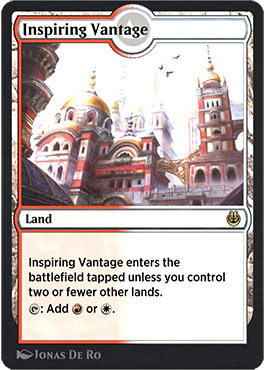 Inspiring Vantage
Land
Inspiring Vantage enters the
battlefield tapped unless you control
two or fewer other lands.
: Add or .
Jonas De Ro